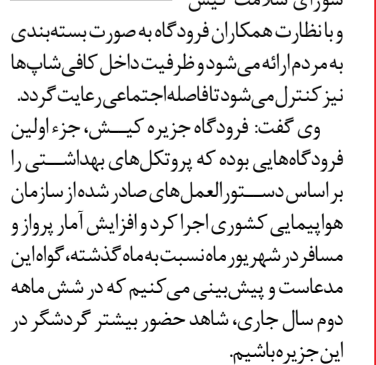 شورای سلامت کیش
و با نظارت همکاران فرودگاه به صورت بسته‌بندی
به مردم ارائه می‌شود و ظرفیت داخل کافی‌شاپ‌ها
نیز کنترل می‌شود تا فاصله اجتماعی رعایت گردد.
وی گفت: فرودگاه جزیره کیش، جزء اولین
فرودگاه‌هایی بوده که پروتکل‌های بهداشتی را
بر اساس دستورالعمل‌های صادر شده از سازمان
هواپیمایی کشوری اجرا کرد و افزایش آمار پرواز و
مسافر در شهریور ماه نسبت به ماه گذشته، گواه این
مدعاست و پیش‌بینی می‌کنیم که در شش ماهه
دوم سال جاری، شاهد حضور بیشتر گردشگر در
این جزیره باشیم.